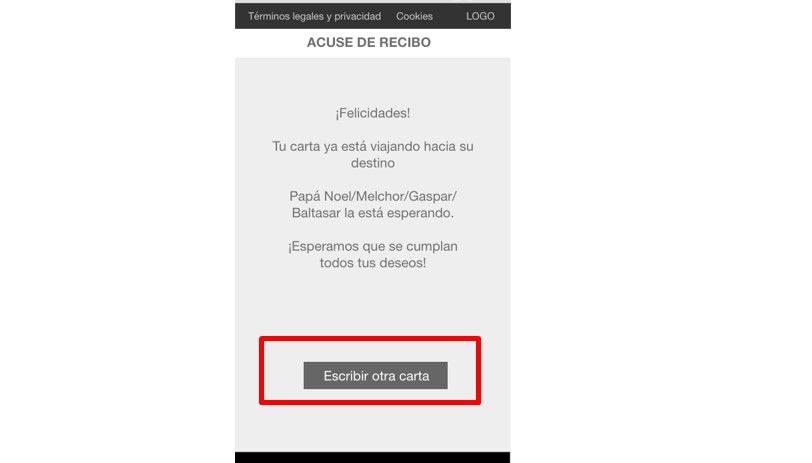 Términos legales y privacidad Cookies LOGO
ACUSE DE RECIBO
¡Felicidades!
Tu carta ya está viajando hacia su
destino
Papá Noel/Melchor/Gaspar/
Baltasar la está esperando.
¡Esperamos que se cumplan
todos tus deseos!
Escribir otra carta